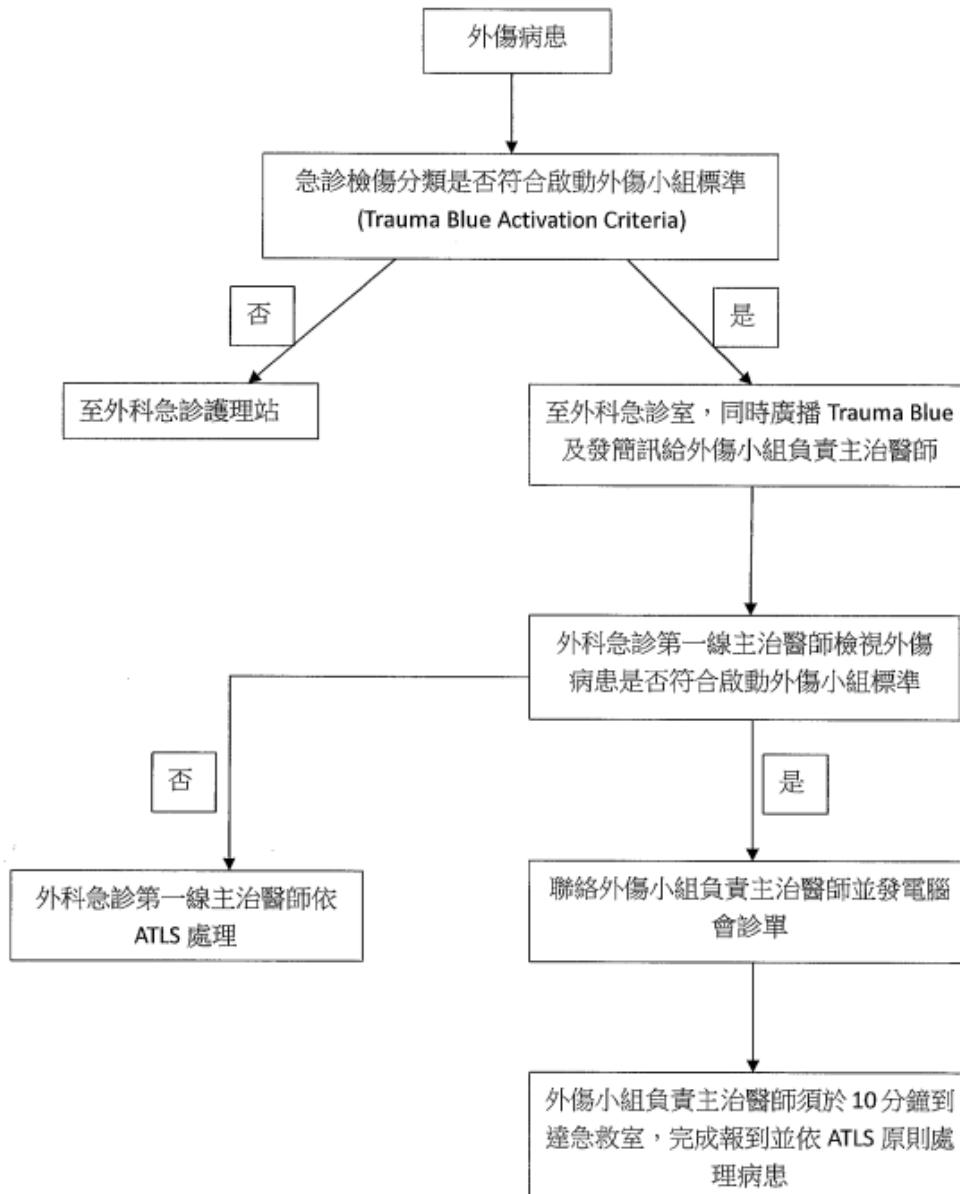 外傷病患
急診檢傷分類是否符合啟動外傷小組標準
(Trauma Blue Activation Criteria)
否
是
至外科急診護理站
至外科急診室，同時廣播 Trauma Blue
及發簡訊給外傷小組負責主治醫師
外科急診第一線主治醫師檢視外傷
病患是否符合啟動外傷小組標準
否
是
外科急診第一線主治醫師依
ATLS 處理
聯絡外傷小組負責主治醫師並發電腦
會診單
外傷小組負責主治醫師須於 10 分鐘到
達急救室，完成報到並依 ATLS 原則處
理病患